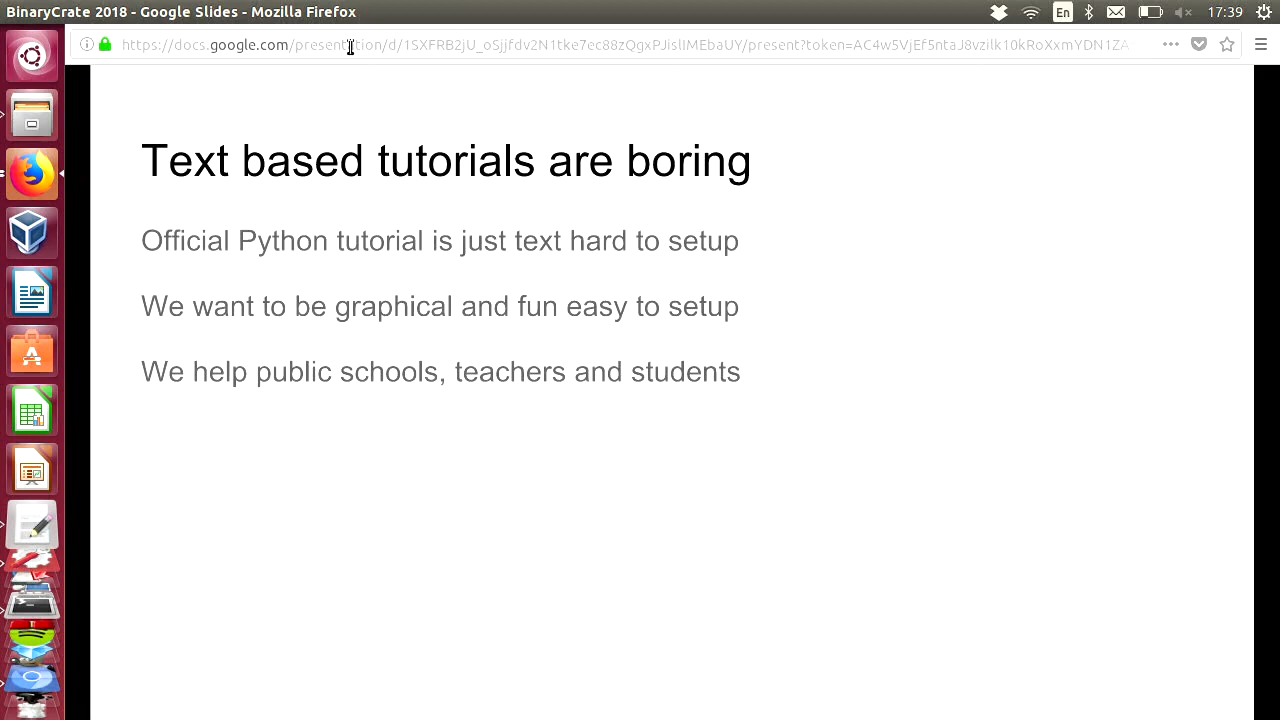 BinaryCrate 2018 - Google Slides - Mozilla Firefox
En
17:39
Text based tutorials are boring
Official Python tutorial is just text hard to setup
We want to be graphical and fun easy to setup
We help public schools, teachers and students